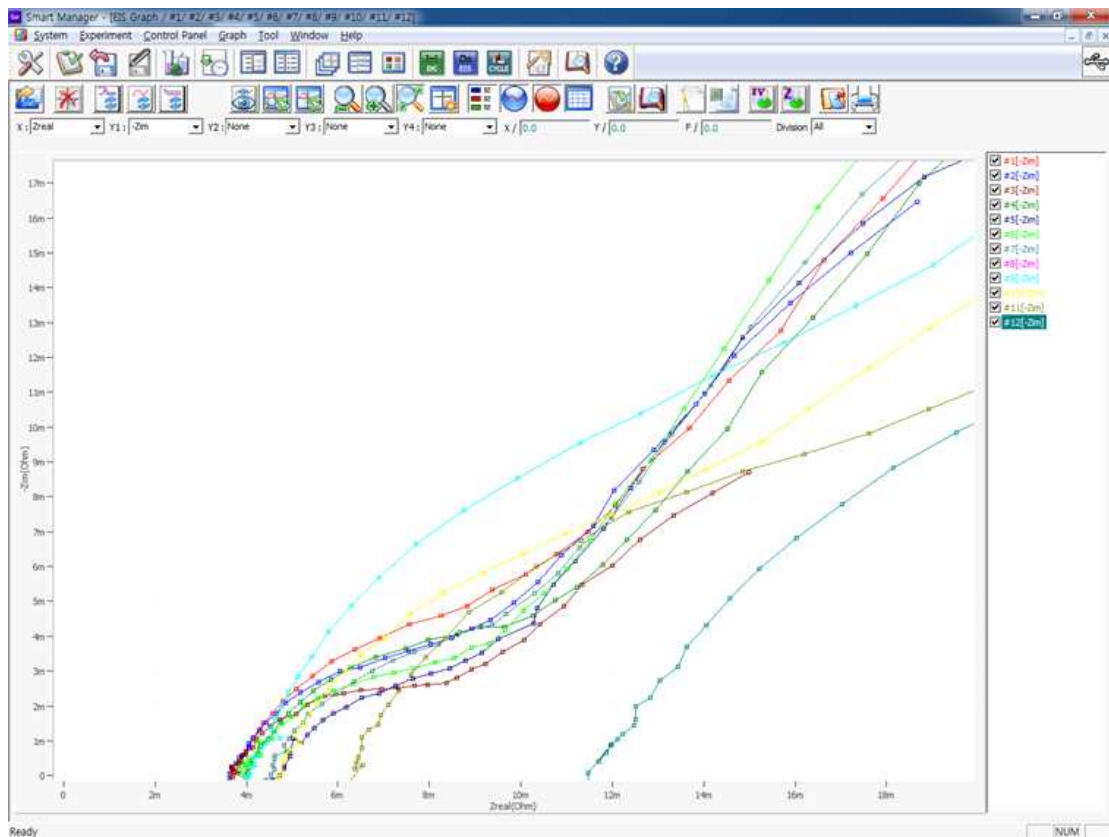 Smart Manager - [EIS Graph / #1/ #2/ #3/ #4/ #5/ #6/ #7/ #8/ #9/ #10/ #11/ #12]
System Experiment Control Panel Graph Tool Window Help
X : Zreal Y1 : -Zim Y2 : None Y3 : None Y4 : None X / 0.0 Y / 0.0 F / 0.0 Division All
#1[-Zim]
#2[-Zim]
#3[-Zim]
#4[-Zim]
#5[-Zim]
#6[-Zim]
#7[-Zim]
#8[-Zim]
#9[-Zim]
#11[-Zim]
#12[-Zim]
17m
16m
15m
14m
13m
12m
11m
10m
9m
8m
7m
6m
5m
4m
3m
2m
1m
0
-Zim(Ohm)
0 2m 4m 6m 8m 10m 12m 14m 16m 18m
Zreal(Ohm)
Ready NUM